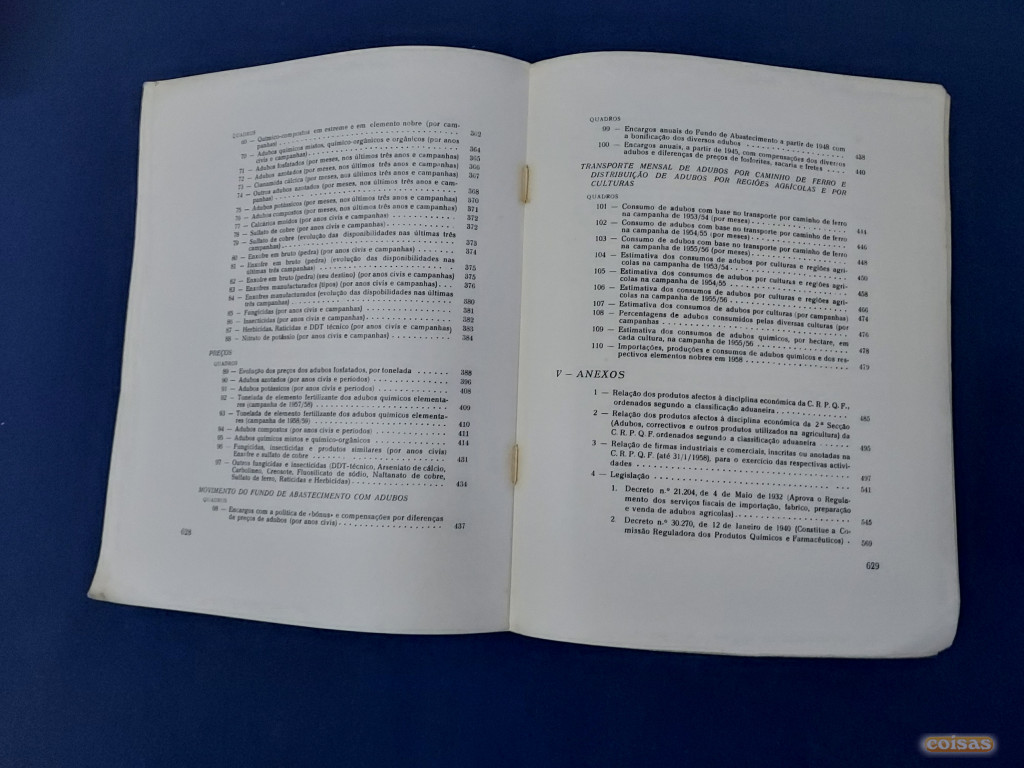 QUADROS
69 — Químico-compostos em extreme e em elemento nobre (por campanhas) 362
70 — Adubos químicos mistos, químico-orgânicos e orgânicos (por anos civis e campanhas) 364
71 — Adubos fosfatados (por meses, nos últimos três anos e campanhas) 365
72 — Adubos azotados (por meses, nos últimos três anos e campanhas) 366
73 — Cianamida cálcica (por meses, nos últimos três anos e campanhas) 367
74 — Outros adubos azotados (por meses, nos últimos três anos e campanhas) 368
75 — Adubos potássicos (por meses, nos últimos três anos e campanhas) 370
76 — Adubos compostos (por meses, nos últimos três anos e campanhas) 371
77 — Calcários moídos (por anos civis e campanhas) 372
78 — Sulfato de cobre (por anos civis e campanhas) 372
79 — Sulfato de cobre (evolução das disponibilidades nas últimas três campanhas) 373
80 — Enxofre em bruto (pedra) (por anos civis e campanhas) 374
81 — Enxofre em bruto (pedra) (evolução das disponibilidades nas últimas três campanhas) 375
82 — Enxofre em bruto (pedra) (seu destino) (por anos civis e campanhas) 375
83 — Enxofres manufacturados (tipos) (por anos civis e campanhas) 376
84 — Enxofres manufacturados (evolução das disponibilidades nas últimas três campanhas) 380
85 — Fungicidas (por anos civis e campanhas) 381
86 — Insecticidas (por anos civis e campanhas) 382
87 — Herbicidas, Raticidas e DDT técnico (por anos civis e campanhas) 383
88 — Nitrato de potássio (por anos civis e campanhas) 384
PREÇOS
QUADROS
89 — Evolução dos preços dos adubos fosfatados, por tonelada 388
90 — Adubos azotados (por anos civis e períodos) 396
91 — Adubos potássicos (por anos civis e períodos) 408
92 — Tonelada de elemento fertilizante dos adubos químicos elementares (campanha de 1957/58) 409
93 — Tonelada de elemento fertilizante dos adubos químicos elementares (campanha de 1958/59) 410
94 — Adubos compostos (por anos civis e períodos) 411
95 — Adubos químicos mistos e químico-orgânicos 414
96 — Fungicidas, insecticidas e produtos similares (por anos civis) Enxofre e sulfato de cobre 431
97 — Outros fungicidas e insecticidas (DDT-técnico, Arseniato de cálcio, Carbolineo, Creosote, Fluosilicato de sódio, Naftanato de cobre, Sulfato de ferro, Raticidas e Herbicidas) 434
MOVIMENTO DO FUNDO DE ABASTECIMENTO COM ADUBOS
QUADROS
98 — Encargos com a política de «bónus» e compensações por diferenças de preços de adubos (por anos civis) 437
628
QUADROS
99 — Encargos anuais do Fundo de Abastecimento a partir de 1946 com a bonificação dos diversos adubos 438
100 — Encargos anuais, a partir de 1945, com compensações dos diversos adubos e diferenças de preços de fosforites, sacaria e fretes 440
TRANSPORTE MENSAL DE ADUBOS POR CAMINHO DE FERRO E DISTRIBUIÇÃO DE ADUBOS POR REGIÕES AGRÍCOLAS E POR CULTURAS
QUADROS
101 — Consumo de adubos com base no transporte por caminho de ferro na campanha de 1953/54 (por meses) 444
102 — Consumo de adubos com base no transporte por caminho de ferro na campanha de 1954/55 (por meses) 446
103 — Consumo de adubos com base no transporte por caminho de ferro na campanha de 1955/56 (por meses) 448
104 — Estimativa dos consumos de adubos por culturas e regiões agrícolas na campanha de 1953/54 450
105 — Estimativa dos consumos de adubos por culturas e regiões agrícolas na campanha de 1954/55 458
106 — Estimativa dos consumos de adubos por culturas e regiões agrícolas na campanha de 1955/56 466
107 — Estimativa dos consumos de adubos por culturas (por campanhas) 474
108 — Percentagens de adubos consumidos pelas diversas culturas (por campanhas) 476
109 — Estimativa dos consumos de adubos químicos, por hectare, em cada cultura, na campanha de 1955/56 478
110 — Importações, produções e consumos de adubos químicos e dos respectivos elementos nobres em 1958 479
V — ANEXOS
1 — Relação dos produtos afectos à disciplina económica da C. R. P. Q. F., ordenados segundo a classificação aduaneira 485
2 — Relação dos produtos afectos à disciplina económica da 2ª Secção (Adubos, correctivos e outros produtos utilizados na agricultura) da C. R. P. Q. F. ordenados segundo a classificação aduaneira 495
3 — Relação de firmas industriais e comerciais, inscritas ou anotadas na C. R. P. Q. F. (até 31/1/1958), para o exercício das respectivas actividades 497
4 — Legislação 541
1. Decreto n.º 21.204, de 4 de Maio de 1932 (Aprova o Regulamento dos serviços fiscais de importação, fabrico, preparação e venda de adubos agrícolas) 545
2. Decreto n.º 30.270, de 12 de Janeiro de 1940 (Constitue a Comissão Reguladora dos Produtos Químicos e Farmacêuticos) 569
629
coisas